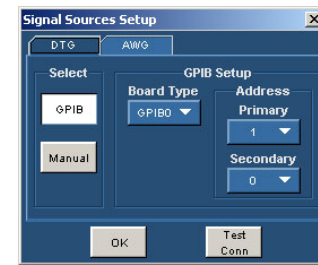 Signal Sources Setup
DTG AWG
Select
GPIB
Manual
GPIB Setup
Board Type
GPIB0
Address
Primary
1
Secondary
0
OK
Test
Conn